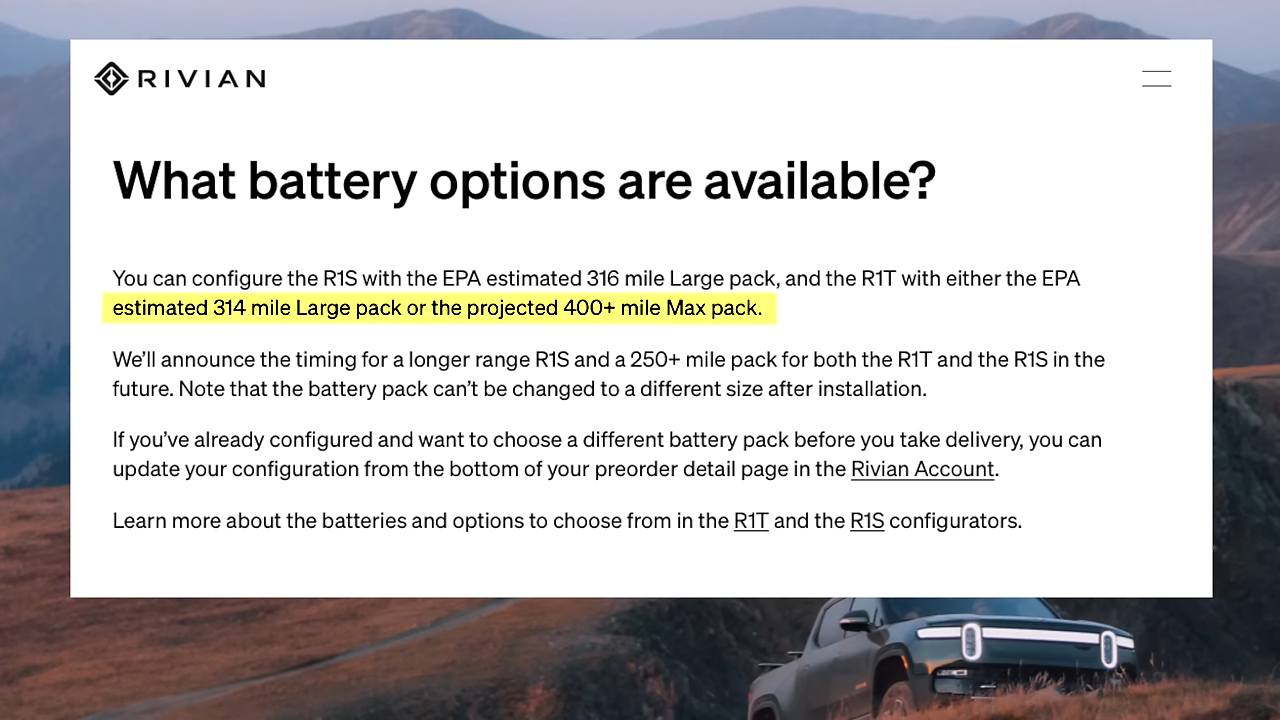 RIVIAN
What battery options are available?
You can configure the R1S with the EPA estimated 316 mile Large pack, and the R1T with either the EPA
estimated 314 mile Large pack or the projected 400+ mile Max pack.
We’ll announce the timing for a longer range R1S and a 250+ mile pack for both the R1T and the R1S in the
future. Note that the battery pack can’t be changed to a different size after installation.
If you’ve already configured and want to choose a different battery pack before you take delivery, you can
update your configuration from the bottom of your preorder detail page in the Rivian Account.
Learn more about the batteries and options to choose from in the R1T and the R1S configurators.